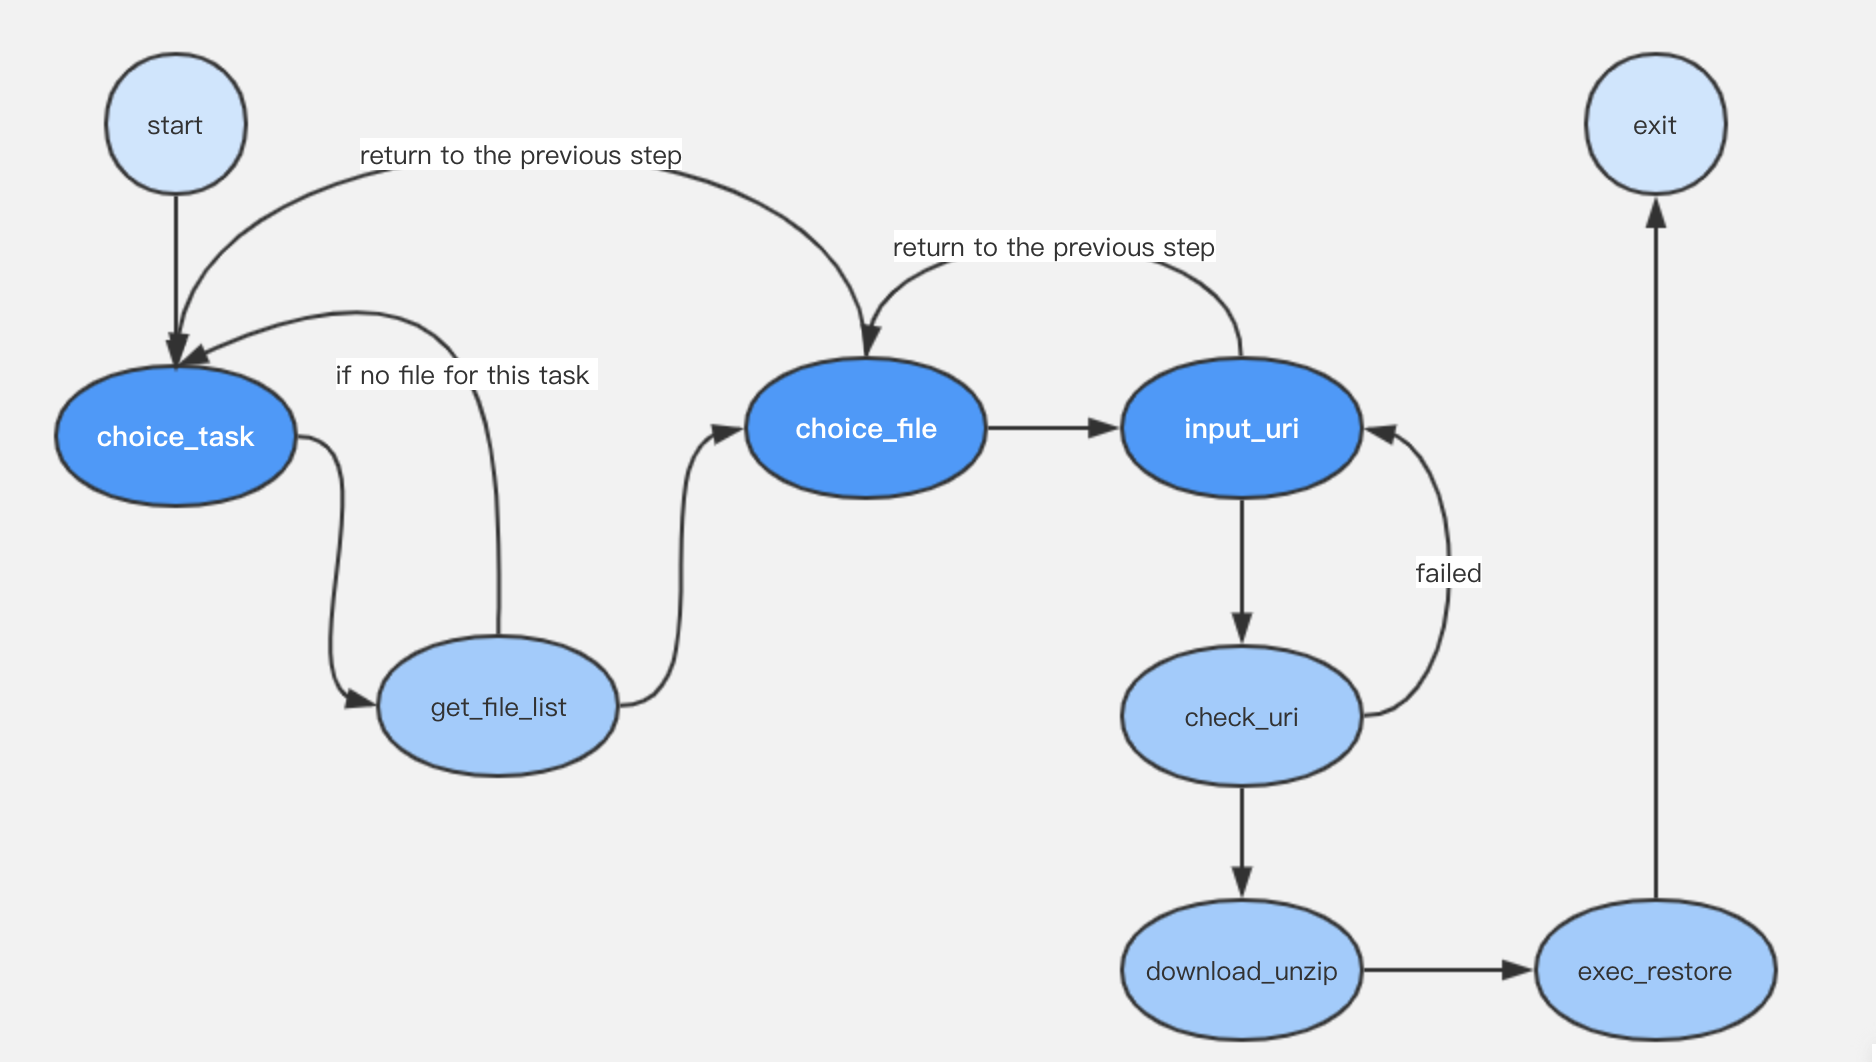 start
exit
return to the previous step
return to the previous step
if no file for this task
choice_task
choice_file
input_uri
failed
get_file_list
check_uri
download_unzip
exec_restore